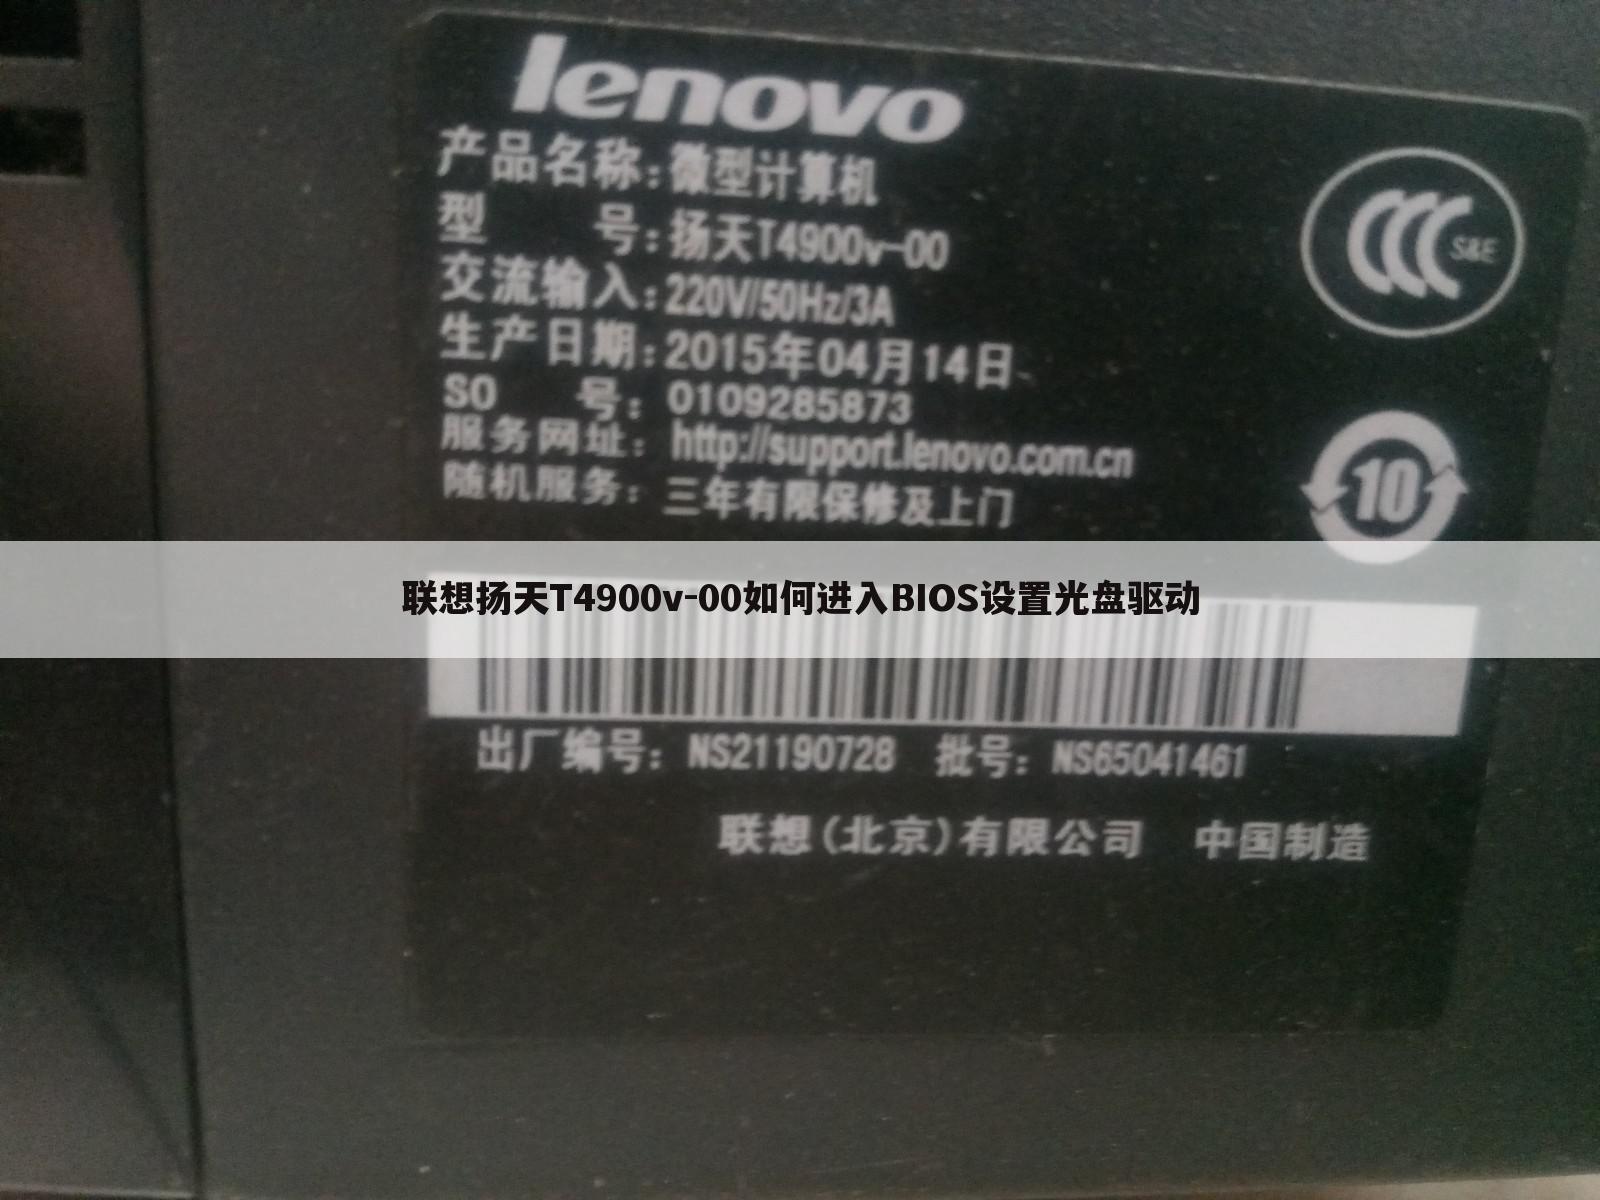 lenovo
产品名称:微型计算机
型 号:扬天T4900v-00
交流输入:220V/50Hz/3A
S&E
生产日期:2015年04月14日
SO 号: 0109285873
服务网址: http://support.lenovo.com.cn
随机服务: 三年有限保修及上门
10
联想扬天T4900v-00如何进入BIOS设置光盘驱动
出厂编号: NS21190728 批号: NS65041461
联想(北京)有限公司 中国制造